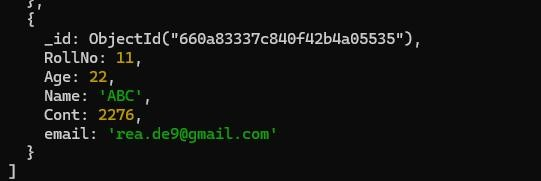 },
{
_id: ObjectId("660a83337c840f42b4a05535"),
RollNo: 11,
Age: 22,
Name: 'ABC',
Cont: 2276,
email: 'rea.de9@gmail.com'
}
]